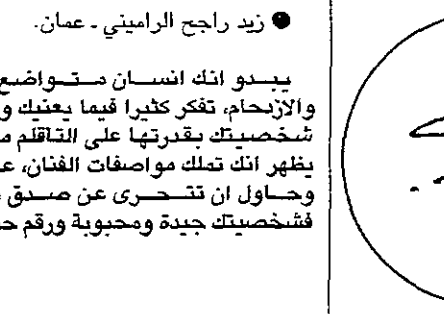 ● زيد راجح الراميني ـ عمان.
يبدو انك انسان متواضع
والازدحام، تفكر كثيرا فيما يعنيك و
شخصيتك بقدرتها على التاقلم م
يظهر انك تملك مواصفات الفنان، ع
وحاول ان تتحرى عن صدق
فشخصيتك جيدة ومحبوبة ورقم ح